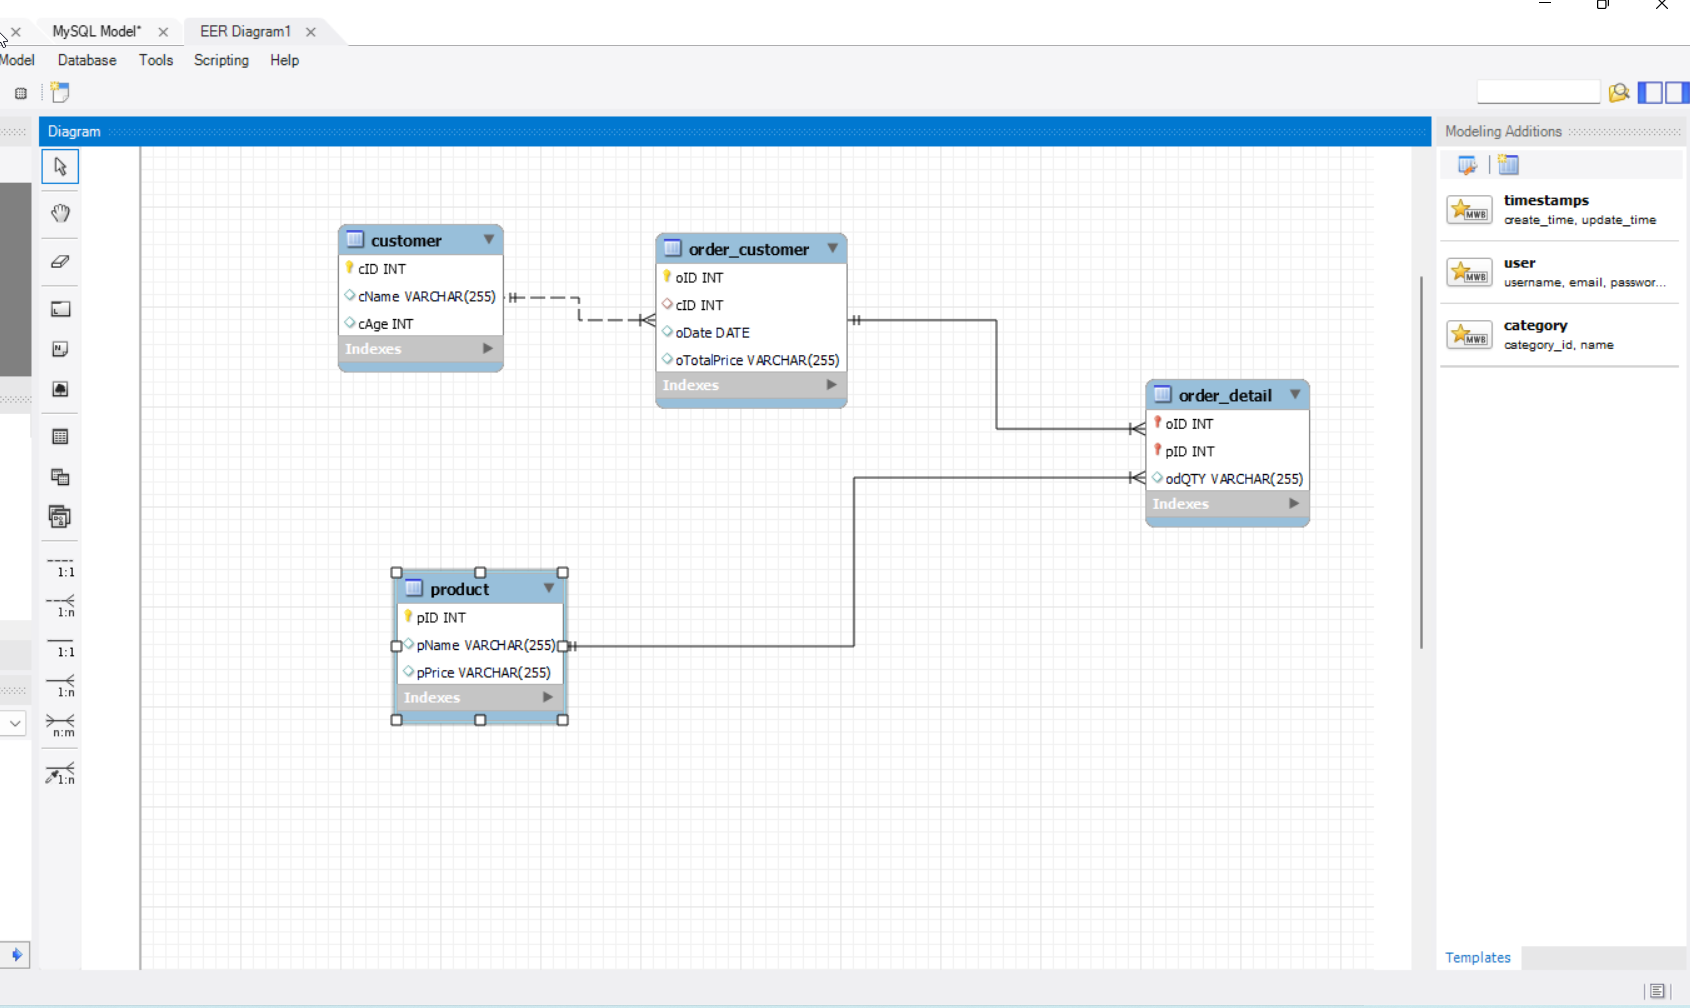 MySQL Model*
EER Diagram1
Model Database Tools Scripting Help
Diagram
Modeling Additions
customer
cID INT
cName VARCHAR(255)
cAge INT
Indexes
order_customer
oID INT
cID INT
oDate DATE
oTotalPrice VARCHAR(255)
Indexes
order_detail
oID INT
pID INT
odQTY VARCHAR(255)
Indexes
product
pID INT
pName VARCHAR(255)
pPrice VARCHAR(255)
Indexes
1:1
1:n
1:1
1:n
n:m
1:n
MWB
timestamps
create_time, update_time
MWB
user
username, email, passwor...
MWB
category
category_id, name
Templates